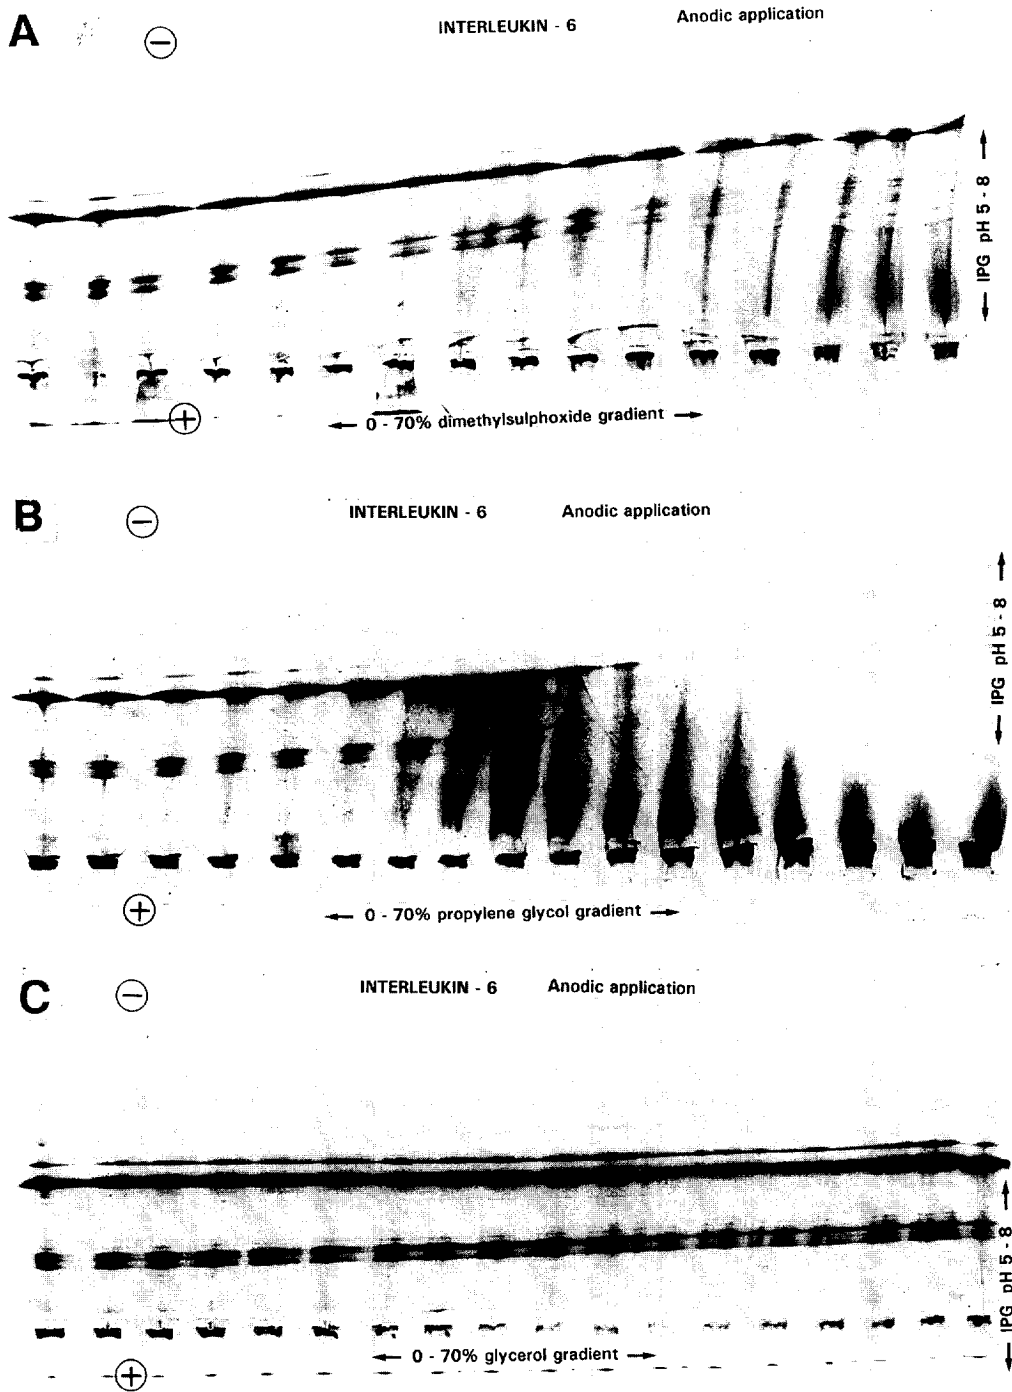 A
INTERLEUKIN - 6
Anodic application
−
IPG pH 5 - 8
+
0 - 70% dimethylsulphoxide gradient
B
INTERLEUKIN - 6
Anodic application
−
IPG pH 5 - 8
+
0 - 70% propylene glycol gradient
C
INTERLEUKIN - 6
Anodic application
−
IPG pH 5 - 8
+
0 - 70% glycerol gradient